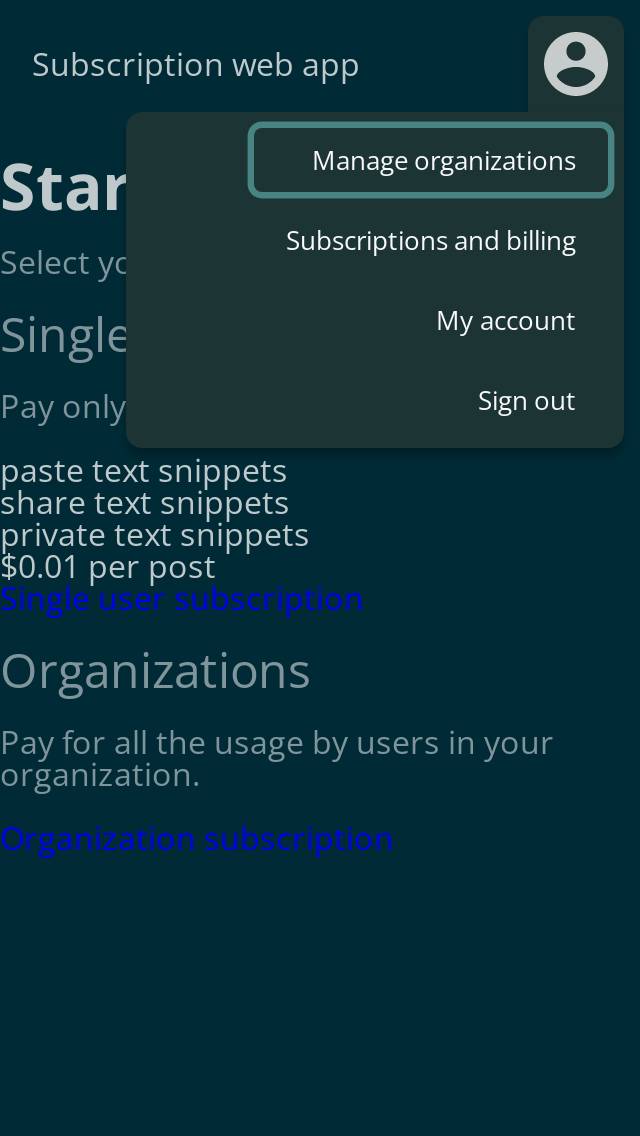 Subscription web app
Manage organizations
Subscriptions and billing
My account
Sign out
Star
Select yo
Single
Pay only
paste text snippets
share text snippets
private text snippets
$0.01 per post
Single user subscription
Organizations
Pay for all the usage by users in your
organization.
Organization subscription